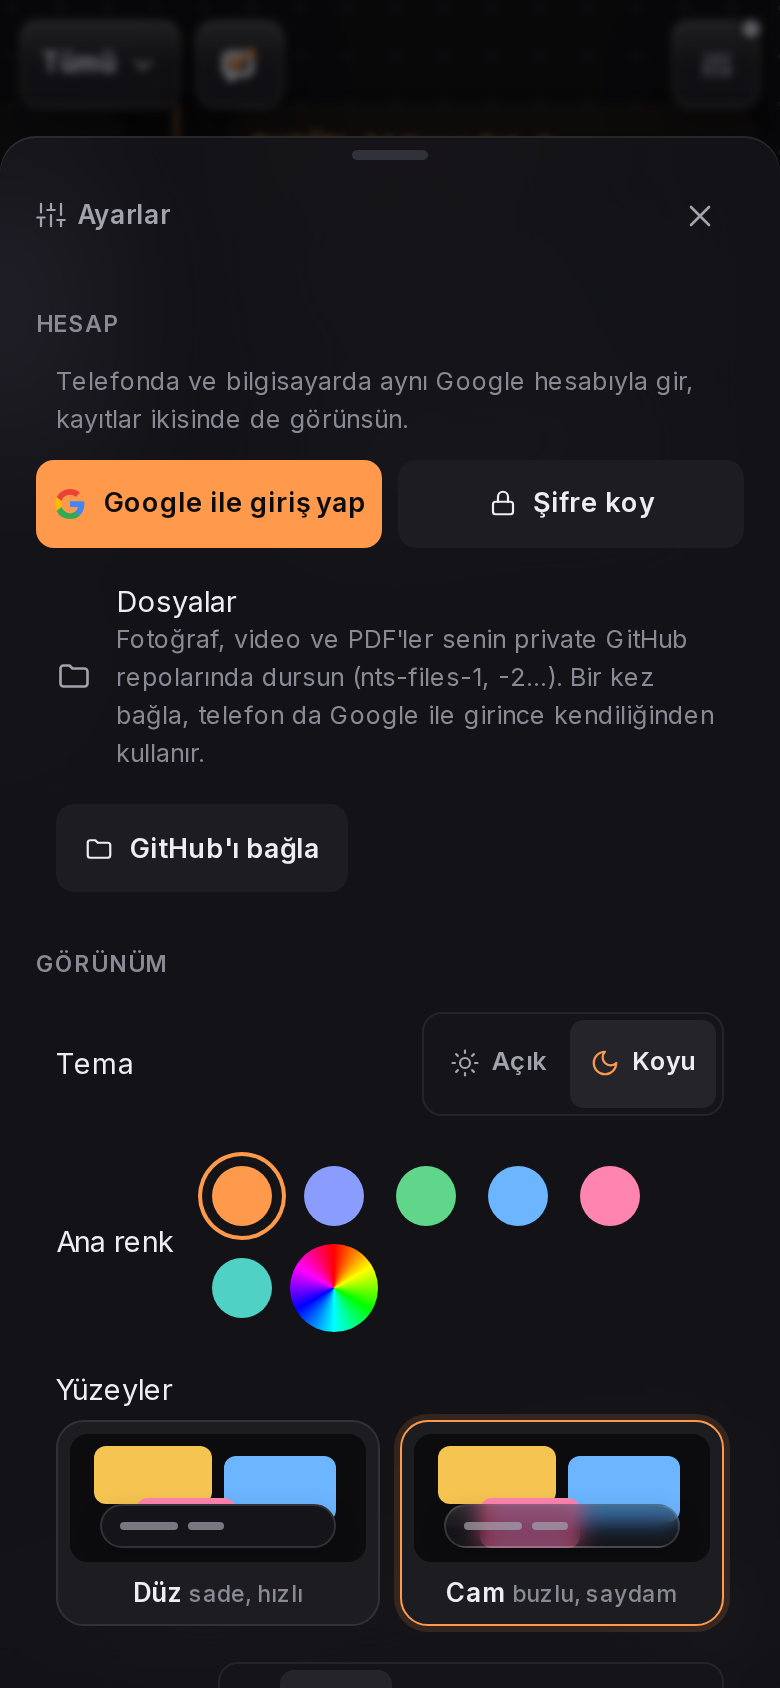 Tümü
Ayarlar
HESAP
Telefonda ve bilgisayarda aynı Google hesabıyla gir,
kayıtlar ikisinde de görünsün.
Google ile giriş yap
Şifre koy
Dosyalar
Fotoğraf, video ve PDF'ler senin private GitHub
repolarında dursun (nts-files-1, -2…). Bir kez
bağla, telefon da Google ile girince kendiliğinden
kullanır.
GitHub'ı bağla
GÖRÜNÜM
Tema
Açık
Koyu
Ana renk
Yüzeyler
Düz sade, hızlı
Cam buzlu, saydam